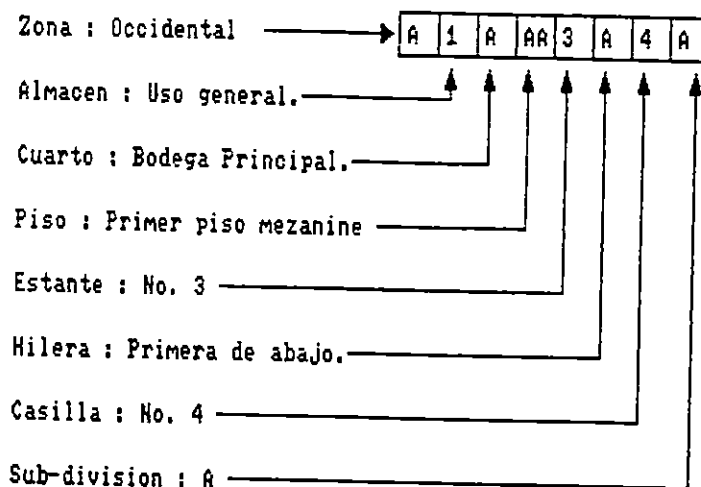 Zona : Occidental
A 1 A AA 3 A 4 A
Almacen : Uso general.
Cuarto : Bodega Principal.
Piso : Primer piso mezanine
Estante : No. 3
Hilera : Primera de abajo.
Casilla : No. 4
Sub-division : A